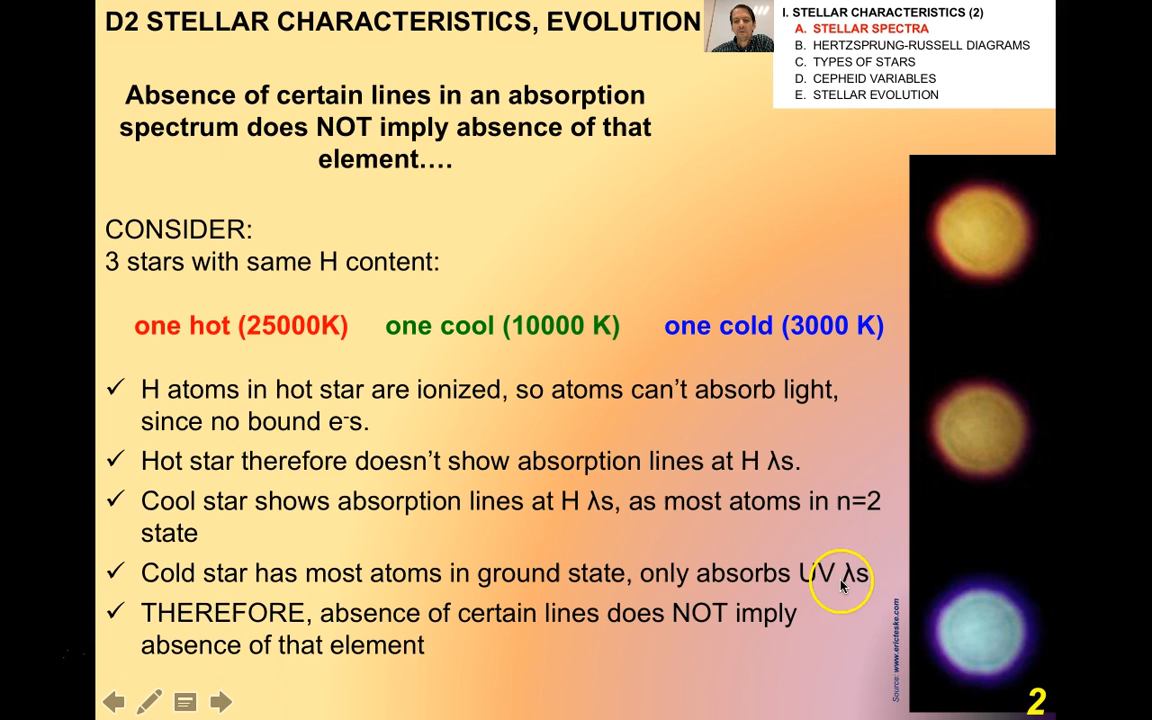 D2 STELLAR CHARACTERISTICS, EVOLUTION
I. STELLAR CHARACTERISTICS (2)
A. STELLAR SPECTRA
B. HERTZSPRUNG-RUSSELL DIAGRAMS
C. TYPES OF STARS
D. CEPHEID VARIABLES
E. STELLAR EVOLUTION
Absence of certain lines in an absorption
spectrum does NOT imply absence of that
element….
CONSIDER:
3 stars with same H content:
one hot (25000K) one cool (10000 K) one cold (3000 K)
✓ H atoms in hot star are ionized, so atoms can’t absorb light,
since no bound e⁻s.
✓ Hot star therefore doesn’t show absorption lines at H λs.
✓ Cool star shows absorption lines at H λs, as most atoms in n=2
state
✓ Cold star has most atoms in ground state, only absorbs UV λs
✓ THEREFORE, absence of certain lines does NOT imply
absence of that element
Source: www.ericteske.com
2